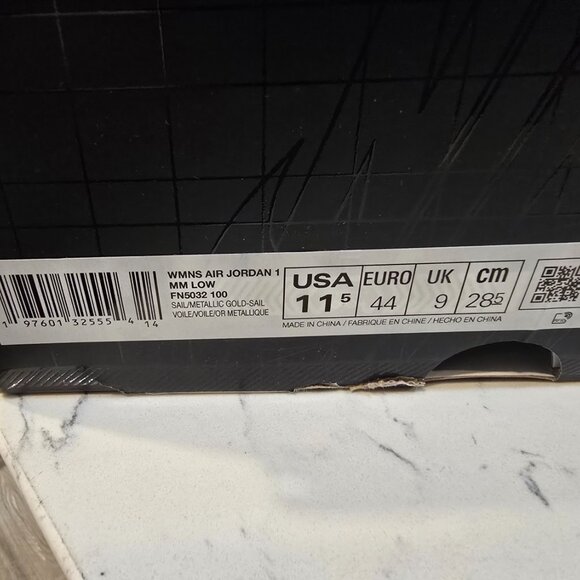 WMNS AIR JORDAN 1
MM LOW
FN5032 100
SAIL/METALLIC GOLD-SAIL
VOILE/VOILE/OR METALLIQUE
1 97601 32555 4 14
USA EURO UK cm
11 5 44 9 28.5
MADE IN CHINA / FABRIQUE EN CHINE / HECHO EN CHINA